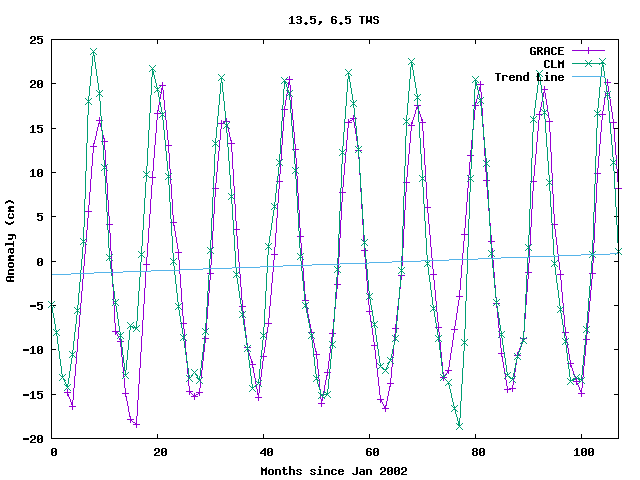 13.5, 6.5 TWS
GRACE
CLM
Trend Line
25
20
15
10
5
0
-5
-10
-15
-20
Anomaly (cm)
0 20 40 60 80 100
Months since Jan 2002